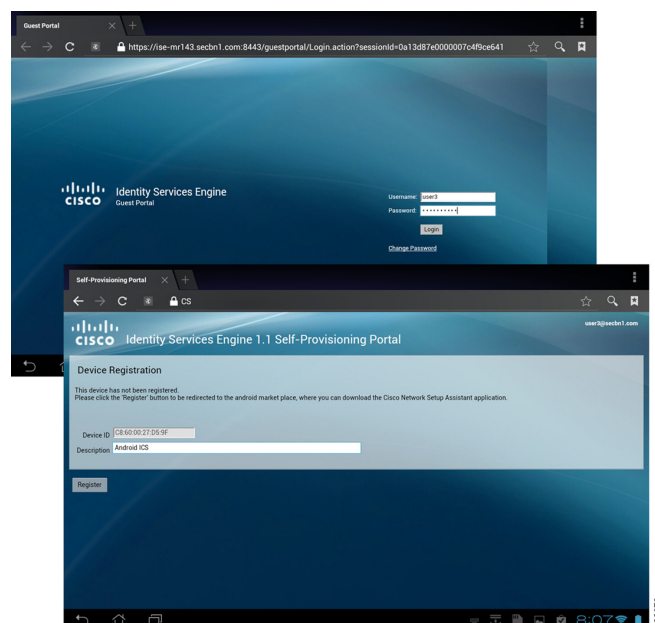 Guest Portal
https://ise-mr143.secbn1.com:8443/guestportal/Login.action?sessionId=0a13d87e0000007c4f9ce641
CISCO
Identity Services Engine
Guest Portal
Username: user3
Password: ••••••••••
Login
Change Password
Self-Provisioning Portal
CS
user3@secbn1.com
CISCO Identity Services Engine 1.1 Self-Provisioning Portal
Device Registration
This device has not been registered.
Please click the 'Register' button to be redirected to the android market place, where you can download the Cisco Network Setup Assistant application.
Device ID C8:60:00:27:D5:9F
Description Android ICS
Register
8:07